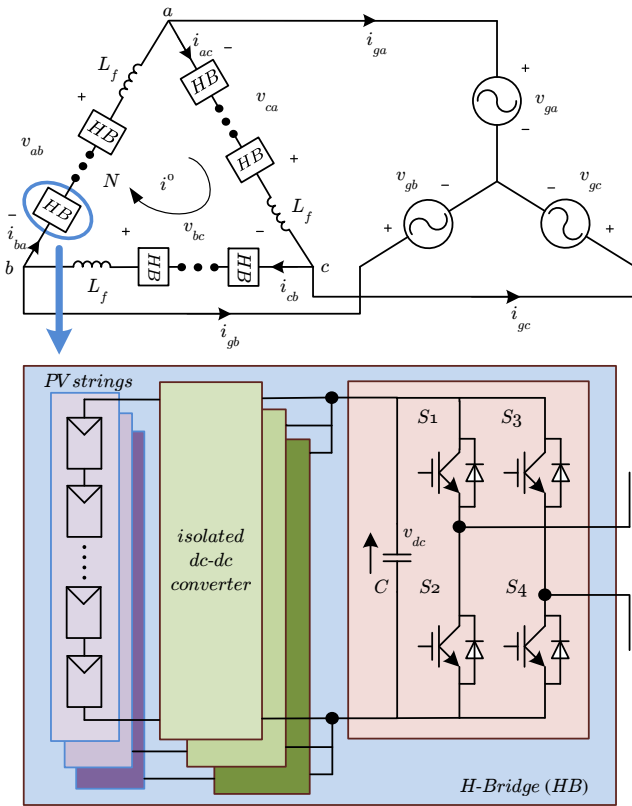 a
i_ac
−
i_ga
L_f
HB
+
+
HB
v_ca
v_ga
v_ab
HB
−
N
i°
+
v_gb
−
−
v_gc
−
HB
L_f
+
+
i_ba
+
v_bc
−
b
HB
HB
c
L_f
i_cb
i_gb
i_gc
PV strings
S1
S3
isolated
dc-dc
converter
v_dc
C
S2
S4
H-Bridge (HB)